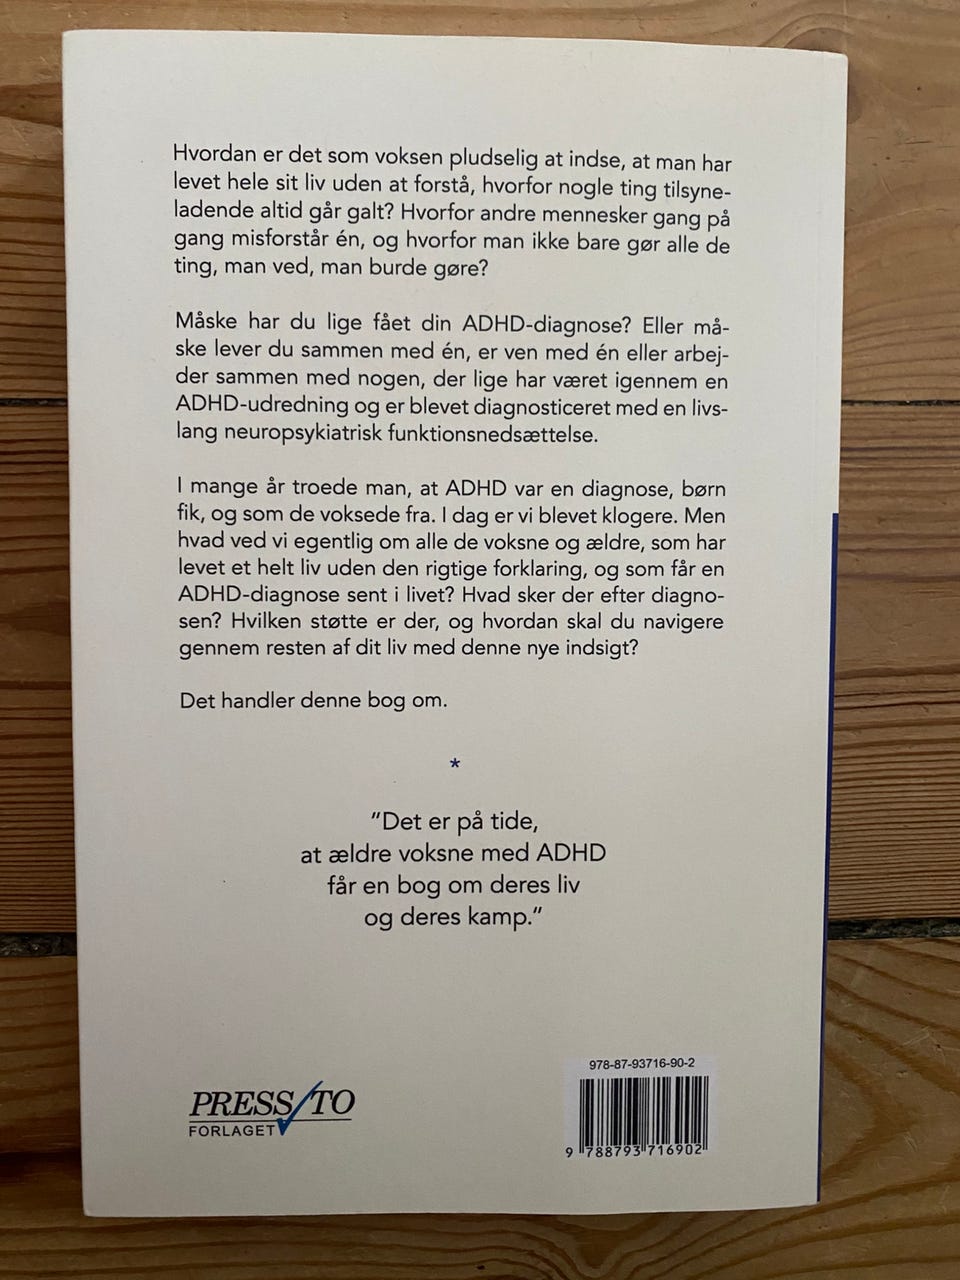 Hvordan er det som voksen pludselig at indse, at man har
levet hele sit liv uden at forstå, hvorfor nogle ting tilsyne-
ladende altid går galt? Hvorfor andre mennesker gang på
gang misforstår én, og hvorfor man ikke bare gør alle de
ting, man ved, man burde gøre?
Måske har du lige fået din ADHD-diagnose? Eller må-
ske lever du sammen med én, er ven med én eller arbej-
der sammen med nogen, der lige har været igennem en
ADHD-udredning og er blevet diagnosticeret med en livs-
lang neuropsykiatrisk funktionsnedsættelse.
I mange år troede man, at ADHD var en diagnose, børn
fik, og som de voksede fra. I dag er vi blevet klogere. Men
hvad ved vi egentlig om alle de voksne og ældre, som har
levet et helt liv uden den rigtige forklaring, og som får en
ADHD-diagnose sent i livet? Hvad sker der efter diagno-
sen? Hvilken støtte er der, og hvordan skal du navigere
gennem resten af dit liv med denne nye indsigt?
Det handler denne bog om.
*
"Det er på tide,
at ældre voksne med ADHD
får en bog om deres liv
og deres kamp."
PRESS/TO
FORLAGET
978-87-93716-90-2
9 788793 716902